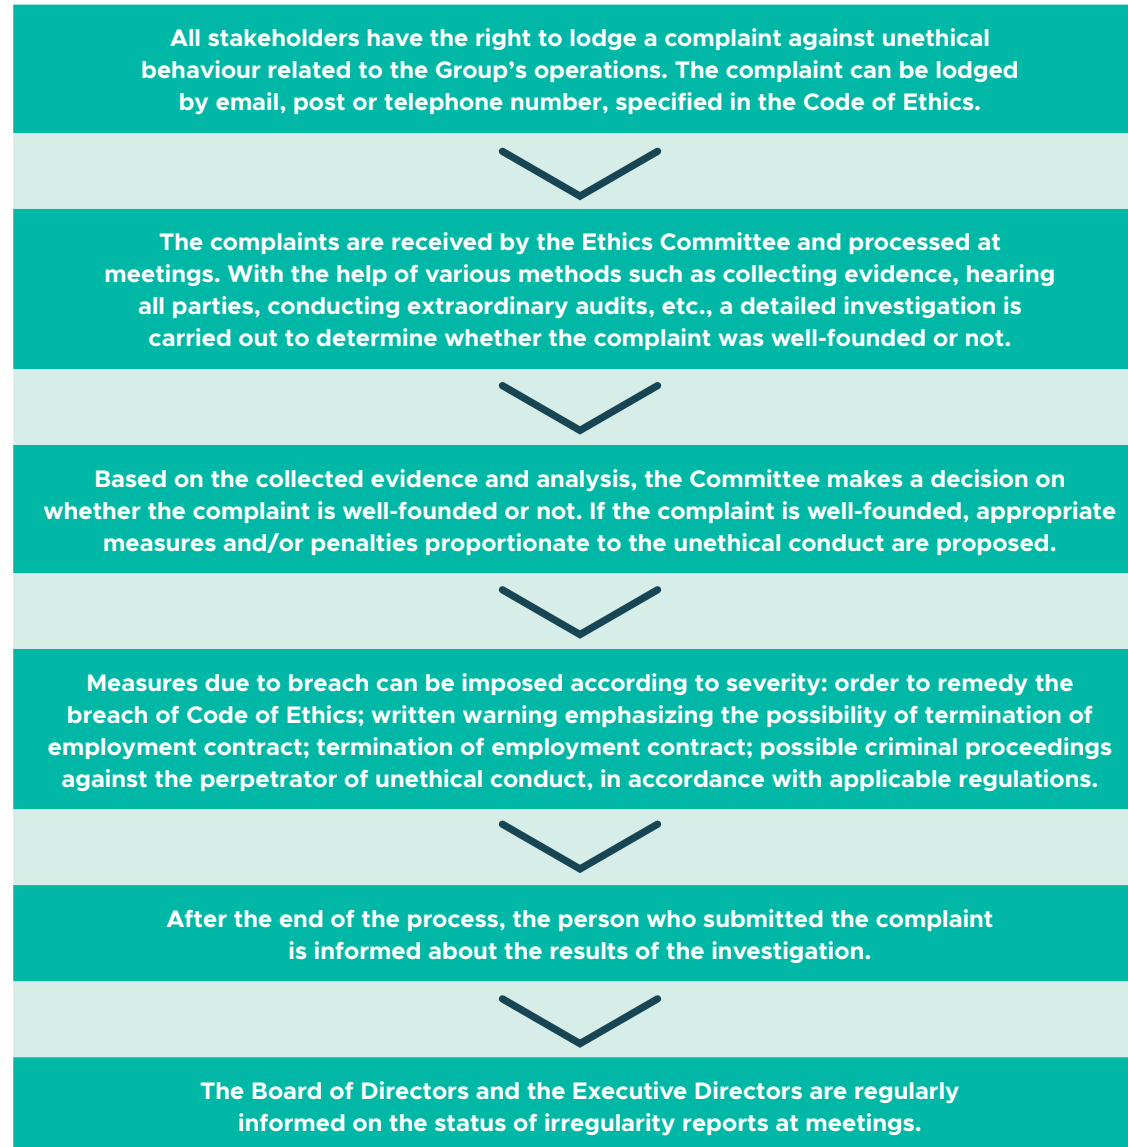 All stakeholders have the right to lodge a complaint against unethical
behaviour related to the Group’s operations. The complaint can be lodged
by email, post or telephone number, specified in the Code of Ethics.
The complaints are received by the Ethics Committee and processed at
meetings. With the help of various methods such as collecting evidence, hearing
all parties, conducting extraordinary audits, etc., a detailed investigation is
carried out to determine whether the complaint was well-founded or not.
Based on the collected evidence and analysis, the Committee makes a decision on
whether the complaint is well-founded or not. If the complaint is well-founded, appropriate
measures and/or penalties proportionate to the unethical conduct are proposed.
Measures due to breach can be imposed according to severity: order to remedy the
breach of Code of Ethics; written warning emphasizing the possibility of termination of
employment contract; termination of employment contract; possible criminal proceedings
against the perpetrator of unethical conduct, in accordance with applicable regulations.
After the end of the process, the person who submitted the complaint
is informed about the results of the investigation.
The Board of Directors and the Executive Directors are regularly
informed on the status of irregularity reports at meetings.